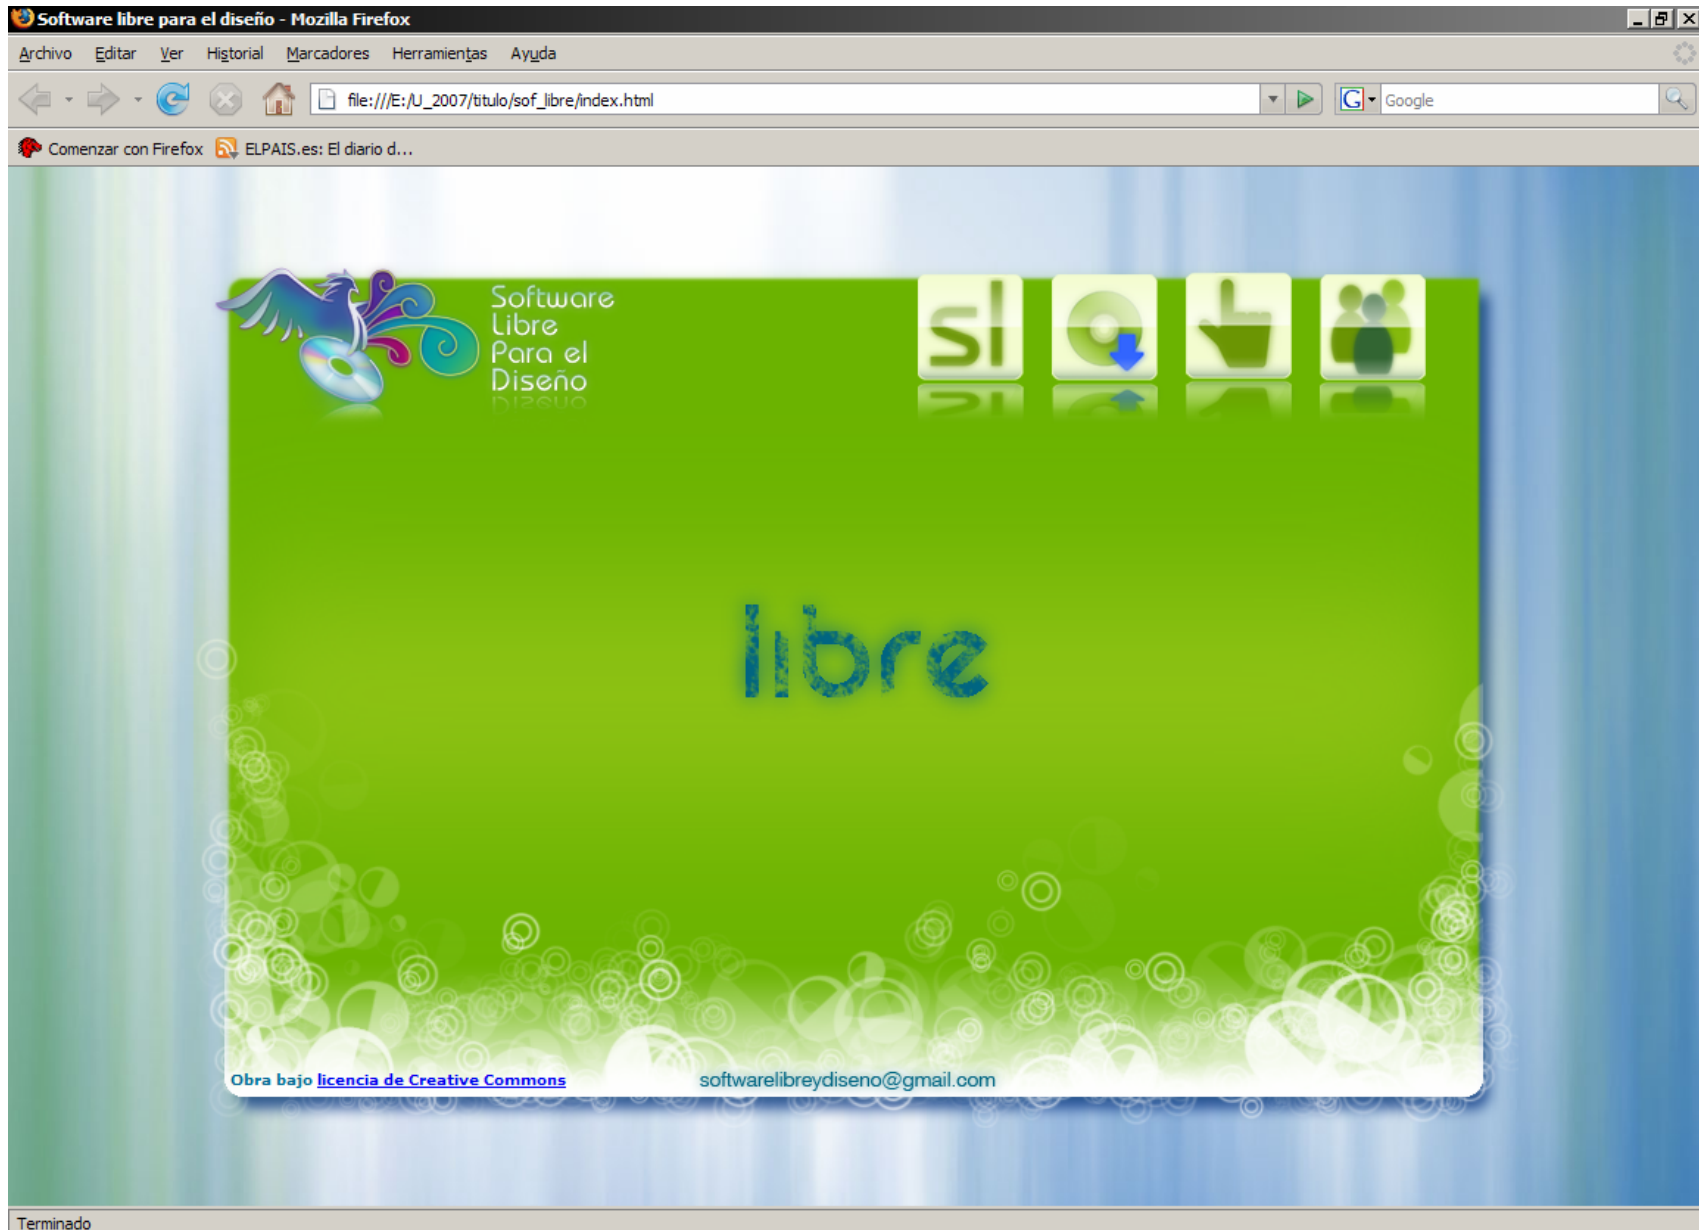 Software libre para el diseño - Mozilla Firefox
Archivo Editar Ver Historial Marcadores Herramientas Ayuda
file:///E:/U_2007/titulo/sof_libre/index.html
G Google
Comenzar con Firefox ELPAIS.es: El diario d...
Software
Libre
Para el
Diseño
sl
libre
Obra bajo licencia de Creative Commons softwarelibreydiseno@gmail.com
Terminado